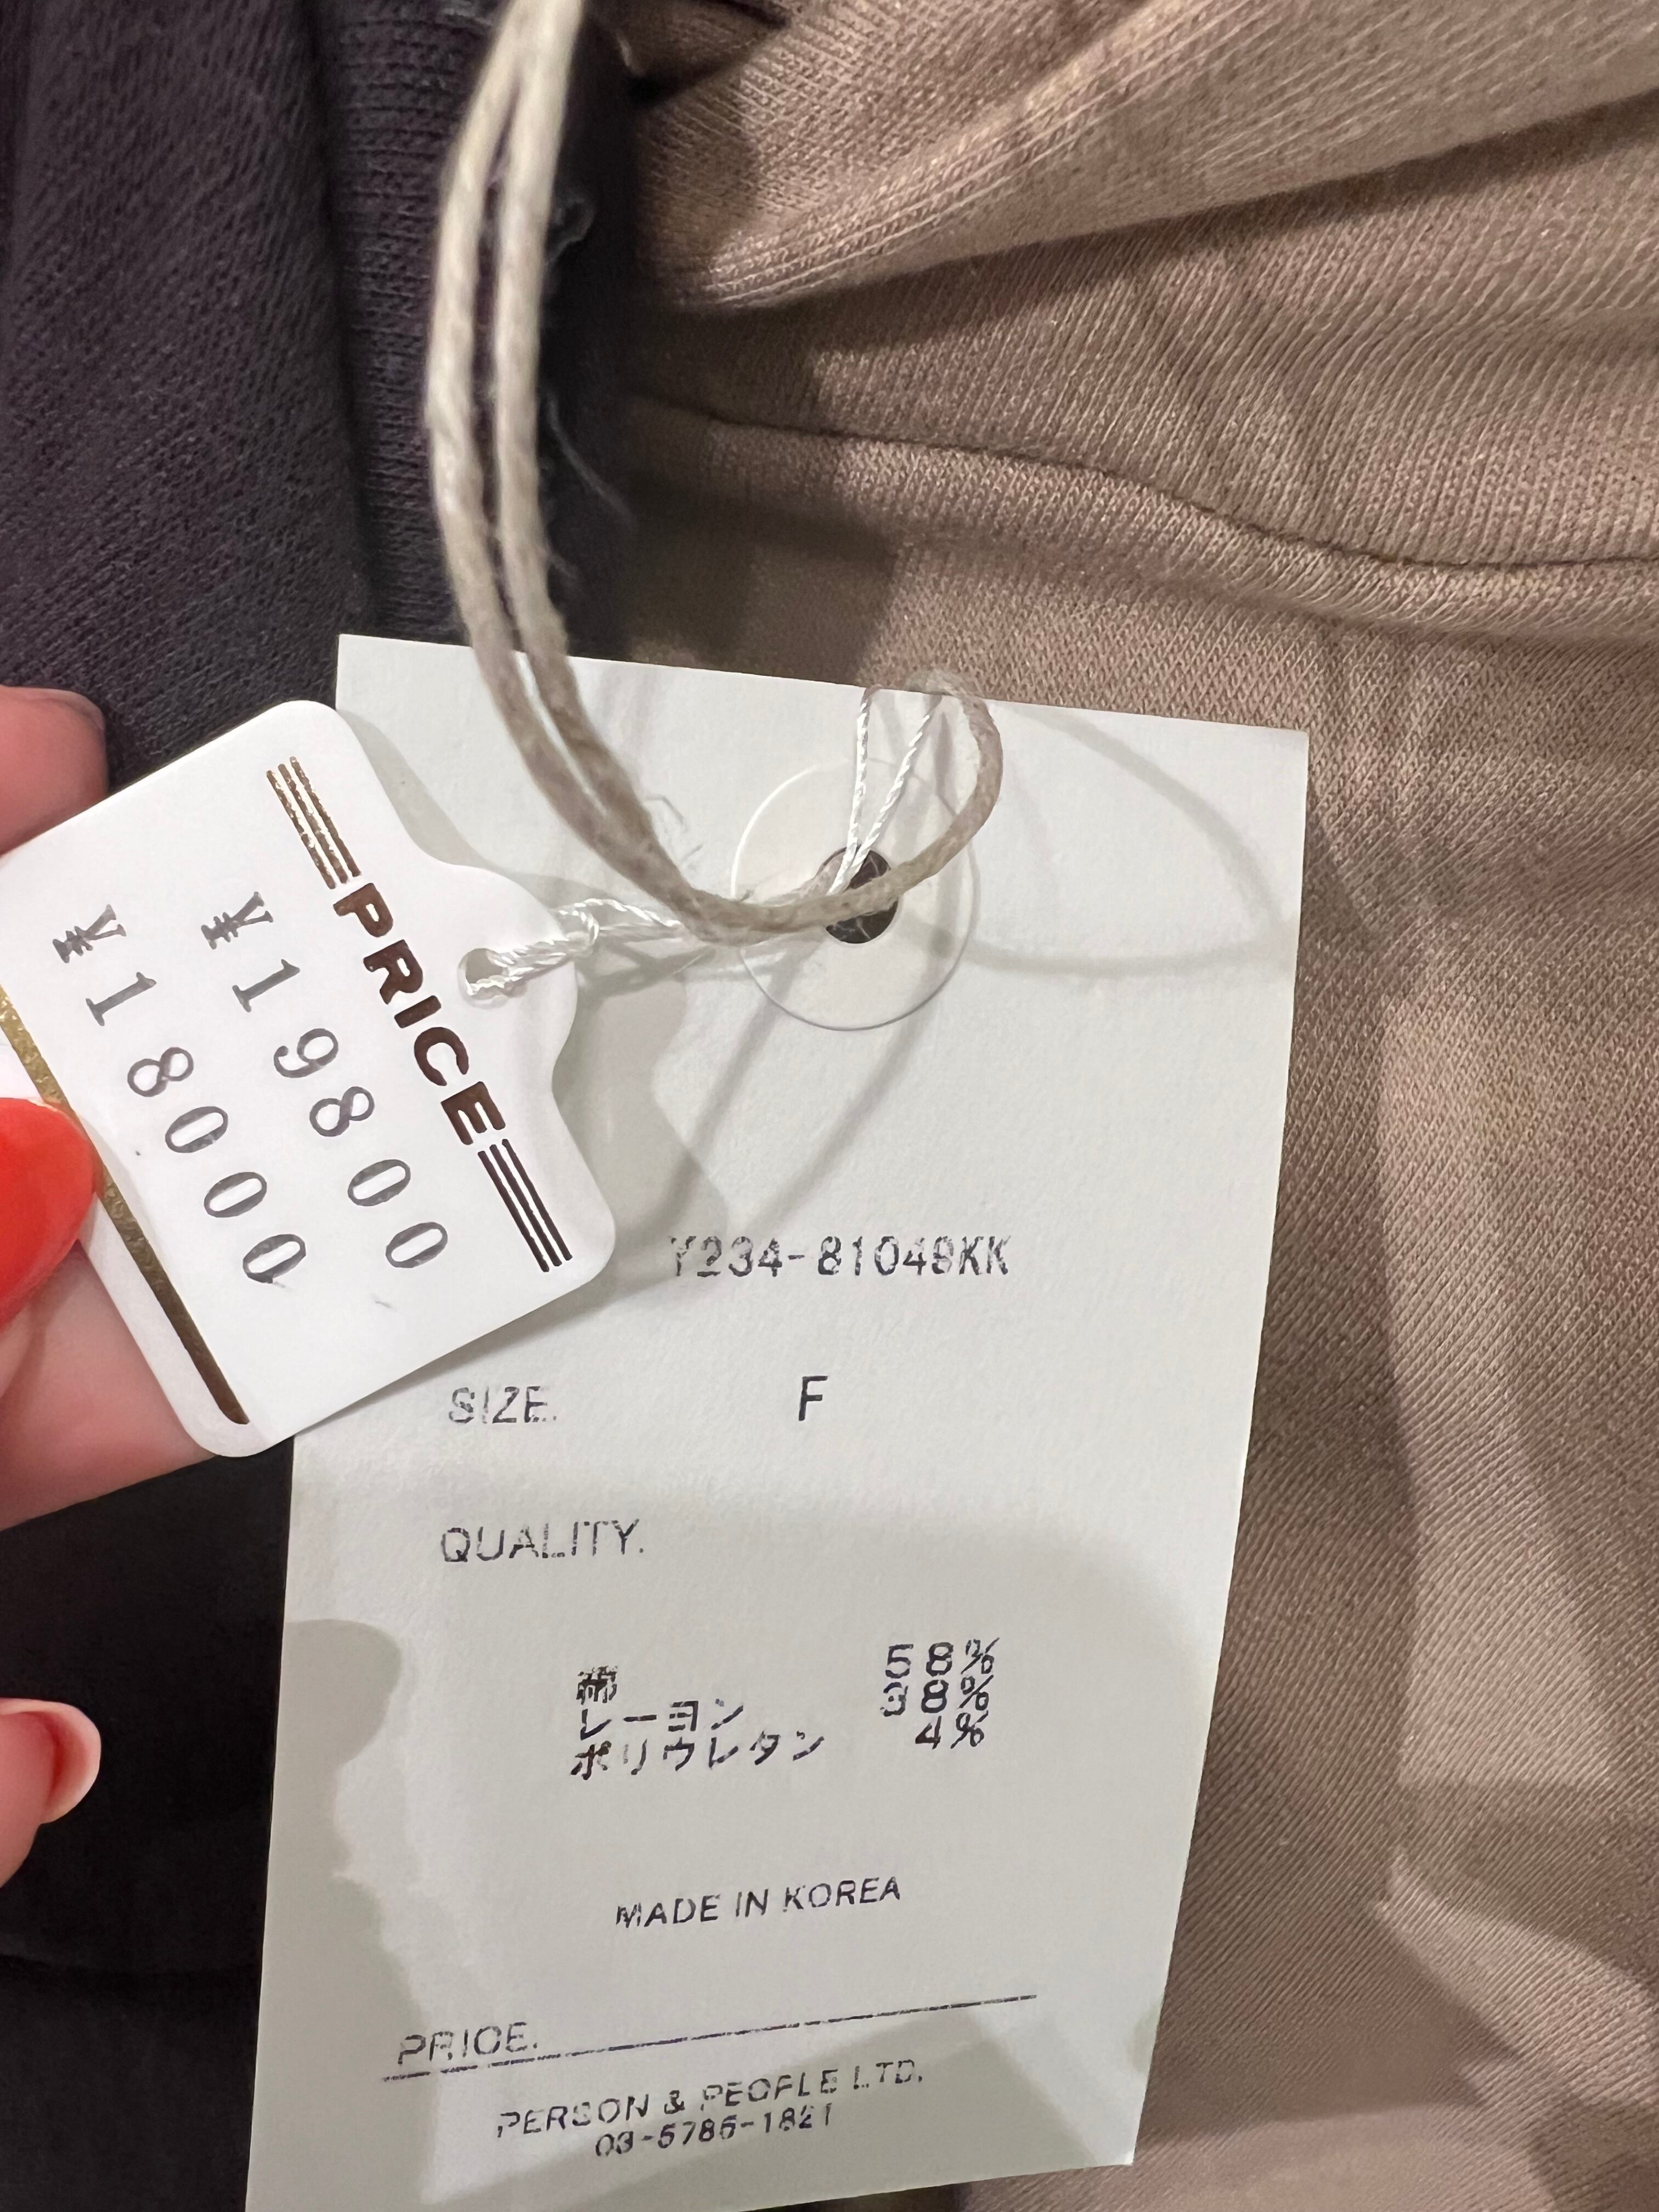 PRICE
¥19800
¥18000
Y234-81049KK
SIZE. F
QUALITY.
綿 58%
レーヨン 38%
ポリウレタン 4%
MADE IN KOREA
PRICE.
PERSON & PEOPLE LTD.
03-5785-1821